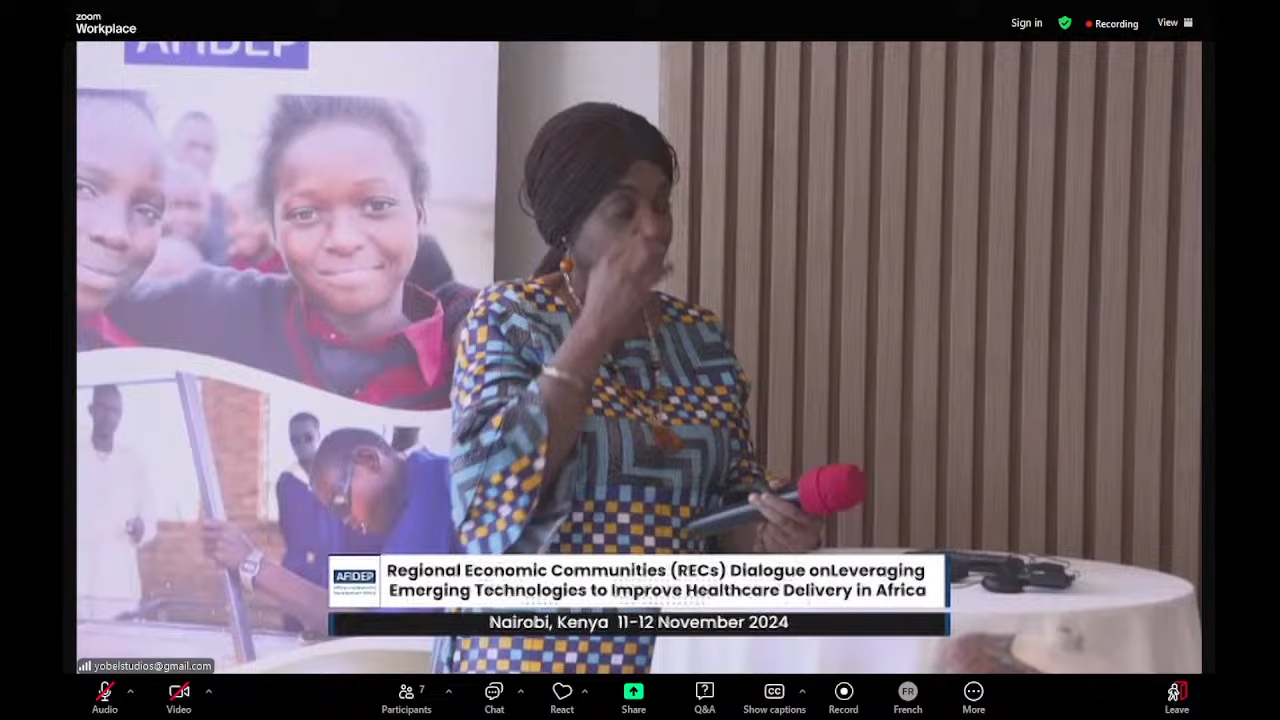 zoom
Workplace
Sign in
Recording
View
AFIDEP
AFIDEP
Regional Economic Communities (RECs) Dialogue onLeveraging
Emerging Technologies to Improve Healthcare Delivery in Africa
Nairobi, Kenya 11-12 November 2024
yobelstudios@gmail.com
7
CC
FR
Audio
Video
Participants
Chat
React
Share
Q&A
Show captions
Record
French
More
Leave